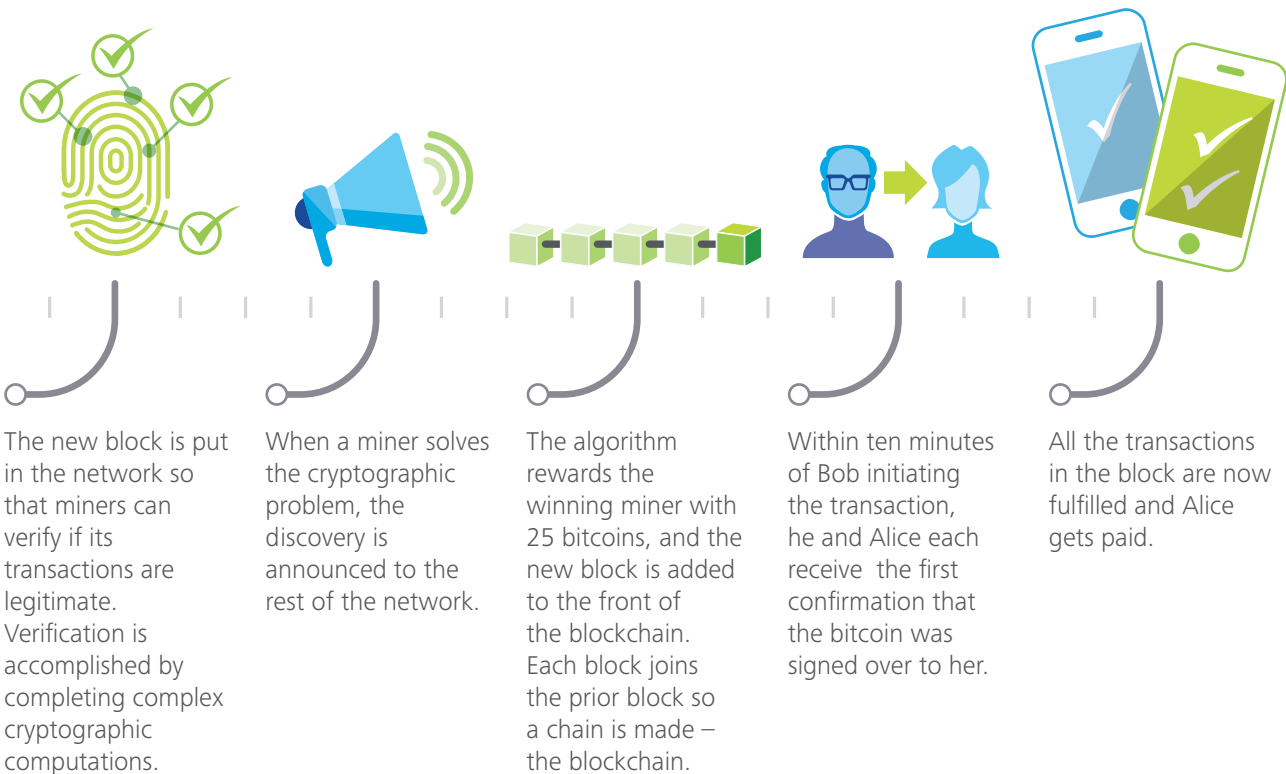 The new block is put
in the network so
that miners can
verify if its
transactions are
legitimate.
Verification is
accomplished by
completing complex
cryptographic
computations.
When a miner solves
the cryptographic
problem, the
discovery is
announced to the
rest of the network.
The algorithm
rewards the
winning miner with
25 bitcoins, and the
new block is added
to the front of
the blockchain.
Each block joins
the prior block so
a chain is made –
the blockchain.
Within ten minutes
of Bob initiating
the transaction,
he and Alice each
receive the first
confirmation that
the bitcoin was
signed over to her.
All the transactions
in the block are now
fulfilled and Alice
gets paid.